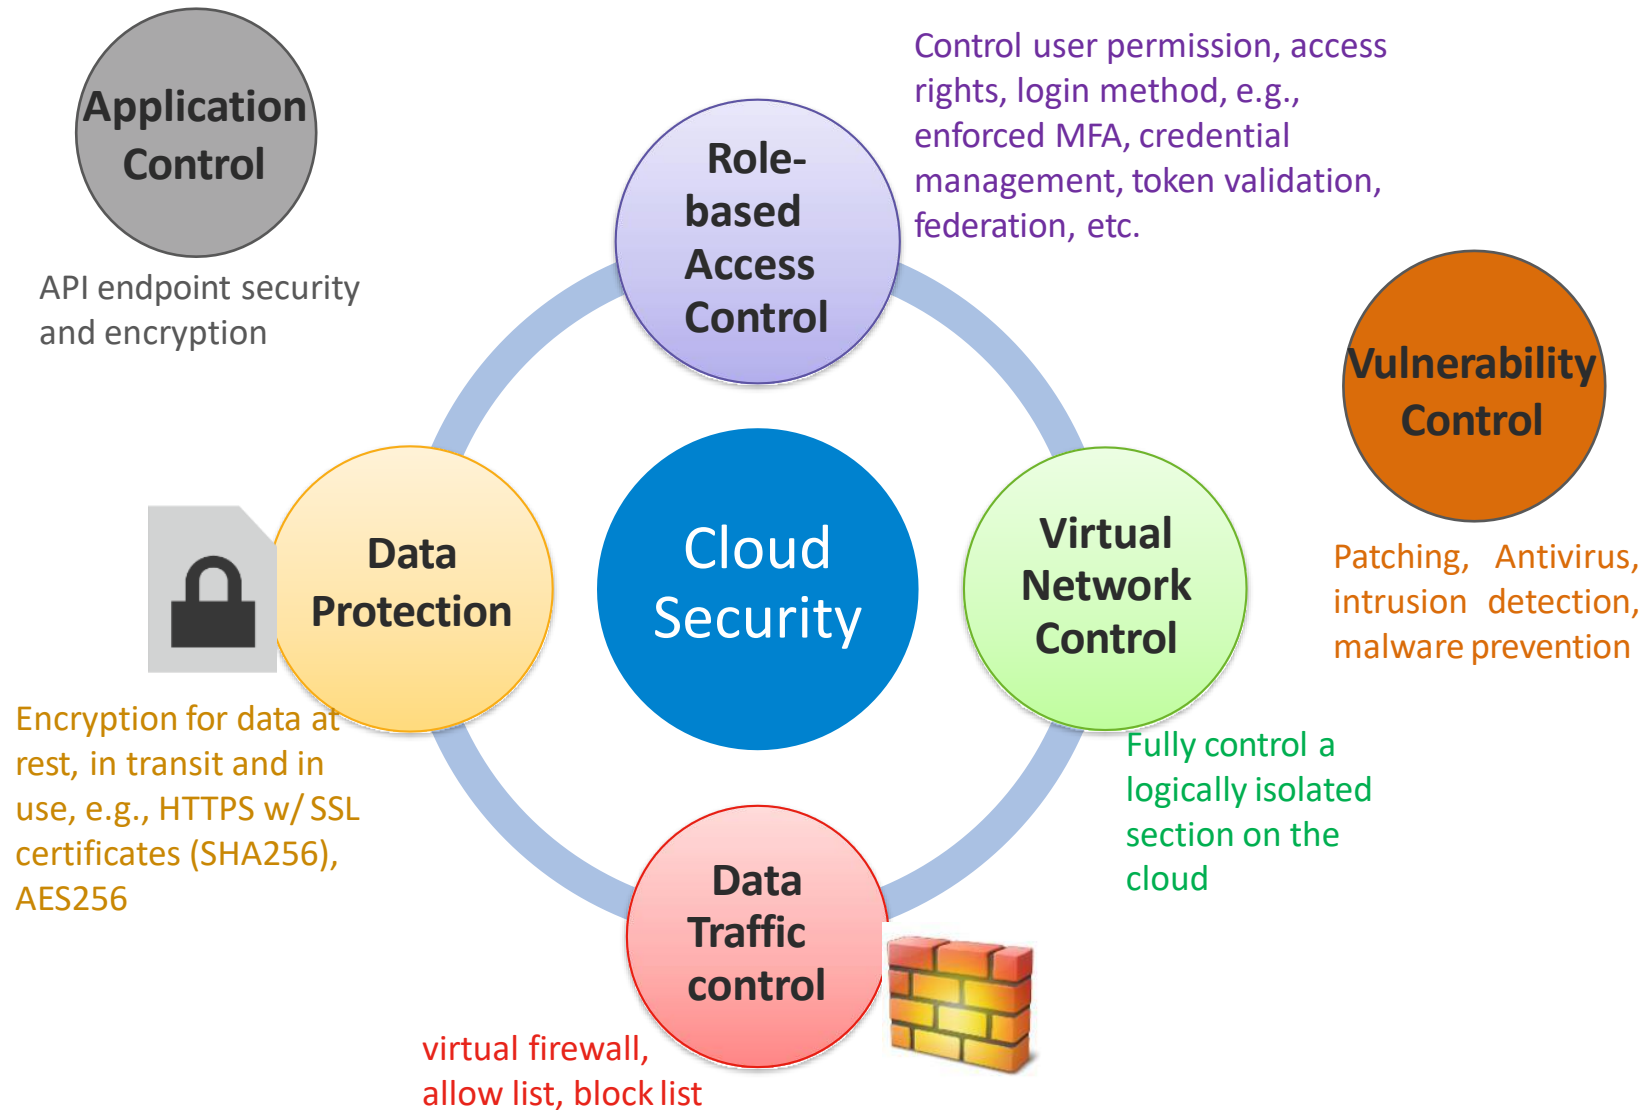 Application
Control
API endpoint security
and encryption
Role-
based
Access
Control
Control user permission, access
rights, login method, e.g.,
enforced MFA, credential
management, token validation,
federation, etc.
Vulnerability
Control
Patching, Antivirus,
intrusion detection,
malware prevention
Data
Protection
Encryption for data at
rest, in transit and in
use, e.g., HTTPS w/ SSL
certificates (SHA256),
AES256
Cloud
Security
Virtual
Network
Control
Fully control a
logically isolated
section on the
cloud
Data
Traffic
control
virtual firewall,
allow list, block list